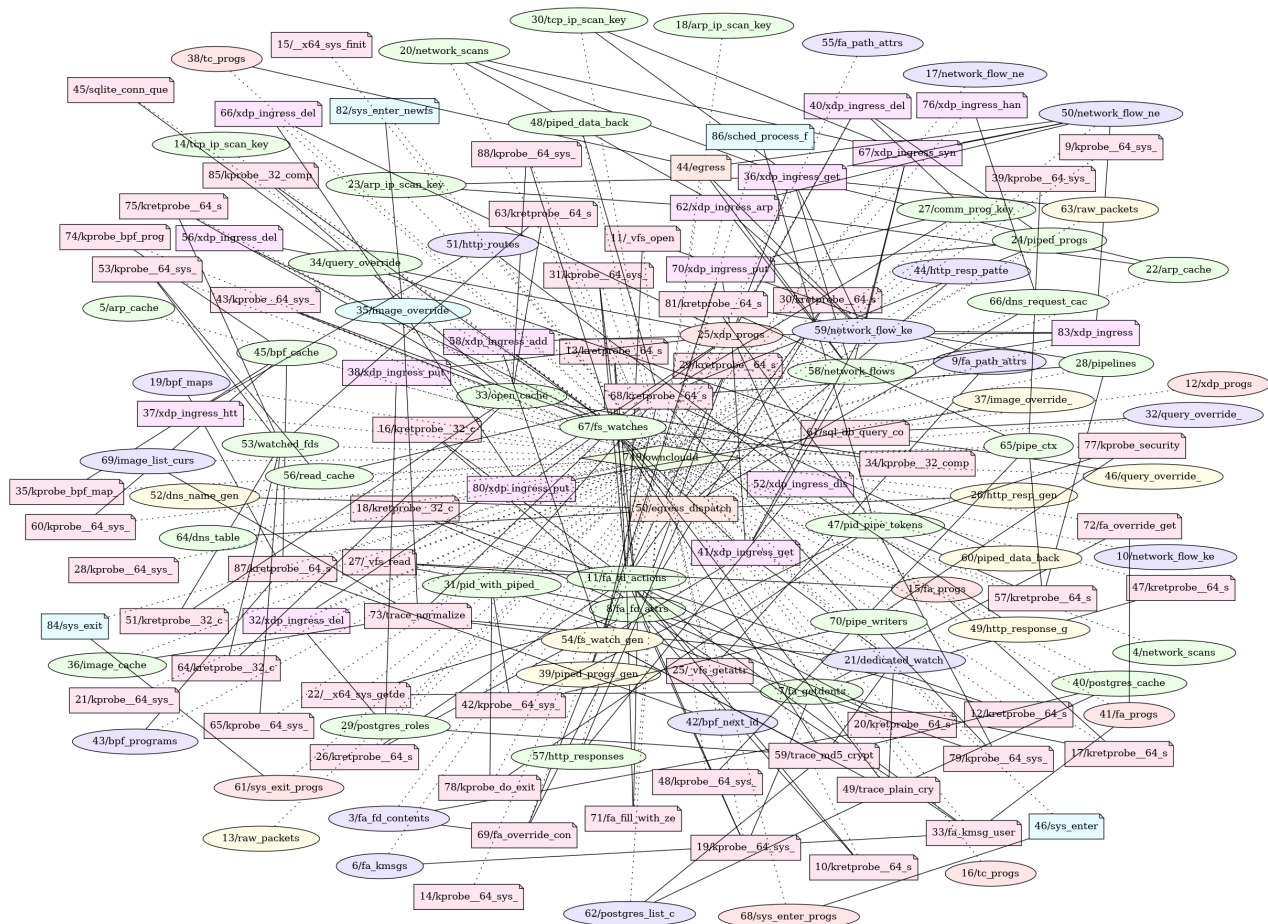 30/tcp_ip_scan_key
18/arp_ip_scan_key
15/__x64_sys_finit
20/network_scans
55/fa_path_attrs
38/tc_progs
17/network_flow_ne
45/sqlite_conn_que
66/xdp_ingress_del
82/sys_enter_newfs
48/piped_data_back
40/xdp_ingress_del
76/xdp_ingress_han
50/network_flow_ne
86/sched_process_f
14/tcp_ip_scan_key
88/kprobe__64_sys_
67/xdp_ingress_syn
9/kprobe__64_sys_
44/egress
85/kprobe__32_comp
23/arp_ip_scan_key
36/xdp_ingress_get
39/kprobe__64_sys_
75/kretprobe__64_s
63/kretprobe__64_s
62/xdp_ingress_arp
27/comm_prog_key
63/raw_packets
74/kprobe_bpf_prog
56/xdp_ingress_del
51/http_routes
11/_vfs_open
24/piped_progs
53/kprobe__64_sys_
34/query_override
31/kprobe__64_sys_
70/xdp_ingress_put
44/http_resp_patte
22/arp_cache
5/arp_cache
43/kprobe__64_sys_
35/image_override
81/kretprobe__64_s
30/kretprobe__64_s
66/dns_request_cac
58/xdp_ingress_add
25/xdp_progs
59/network_flow_ke
83/xdp_ingress
45/bpf_cache
13/kretprobe__64_s
29/kretprobe__64_s
9/fa_path_attrs
28/pipelines
19/bpf_maps
38/xdp_ingress_put
58/network_flows
12/xdp_progs
33/open_cache
68/kretprobe__64_s
37/image_override_
37/xdp_ingress_htt
32/query_override_
16/kretprobe__32_c
67/fs_watches
61/sql_db_query_co
53/watched_fds
65/pipe_ctx
77/kprobe_security
69/image_list_curs
749/owncloudd
34/kprobe__32_comp
56/read_cache
46/query_override_
35/kprobe_bpf_map_
52/dns_name_gen
80/xdp_ingress_put
52/xdp_ingress_dis
26/http_resp_gen
60/kprobe__64_sys_
18/kretprobe__32_c
50/egress_dispatch
47/pid_pipe_tokens
72/fa_override_get
64/dns_table
41/xdp_ingress_get
60/piped_data_back
10/network_flow_ke
28/kprobe__64_sys_
87/kretprobe__64_s
27/_vfs_read
31/pid_with_piped_
11/fa_fd_actions
15/fa_progs
57/kretprobe__64_s
47/kretprobe__64_s
84/sys_exit
51/kretprobe__32_c
32/xdp_ingress_del
73/trace_normalize
8/fa_fd_attrs
70/pipe_writers
49/http_response_g
54/fs_watch_gen
36/image_cache
64/kretprobe__32_c
39/piped_progs_gen
25/_vfs_getattr
21/dedicated_watch
4/network_scans
21/kprobe__64_sys_
22/__x64_sys_getde
42/kprobe__64_sys_
7/fa_getdents_
40/postgres_cache
65/kprobe__64_sys_
29/postgres_roles
42/bpf_next_id
20/kretprobe__64_s
12/kretprobe__64_s
41/fa_progs
43/bpf_programs
26/kretprobe__64_s
57/http_responses
59/trace_md5_crypt
79/kprobe__64_sys_
17/kretprobe__64_s
61/sys_exit_progs
78/kprobe_do_exit
48/kprobe__64_sys_
49/trace_plain_cry
3/fa_fd_contents
71/fa_fill_with_ze
46/sys_enter
13/raw_packets
69/fa_override_con
33/fa_kmsg_user
19/kprobe__64_sys_
6/fa_kmsgs
10/kretprobe__64_s
16/tc_progs
14/kprobe__64_sys_
62/postgres_list_c
68/sys_enter_progs